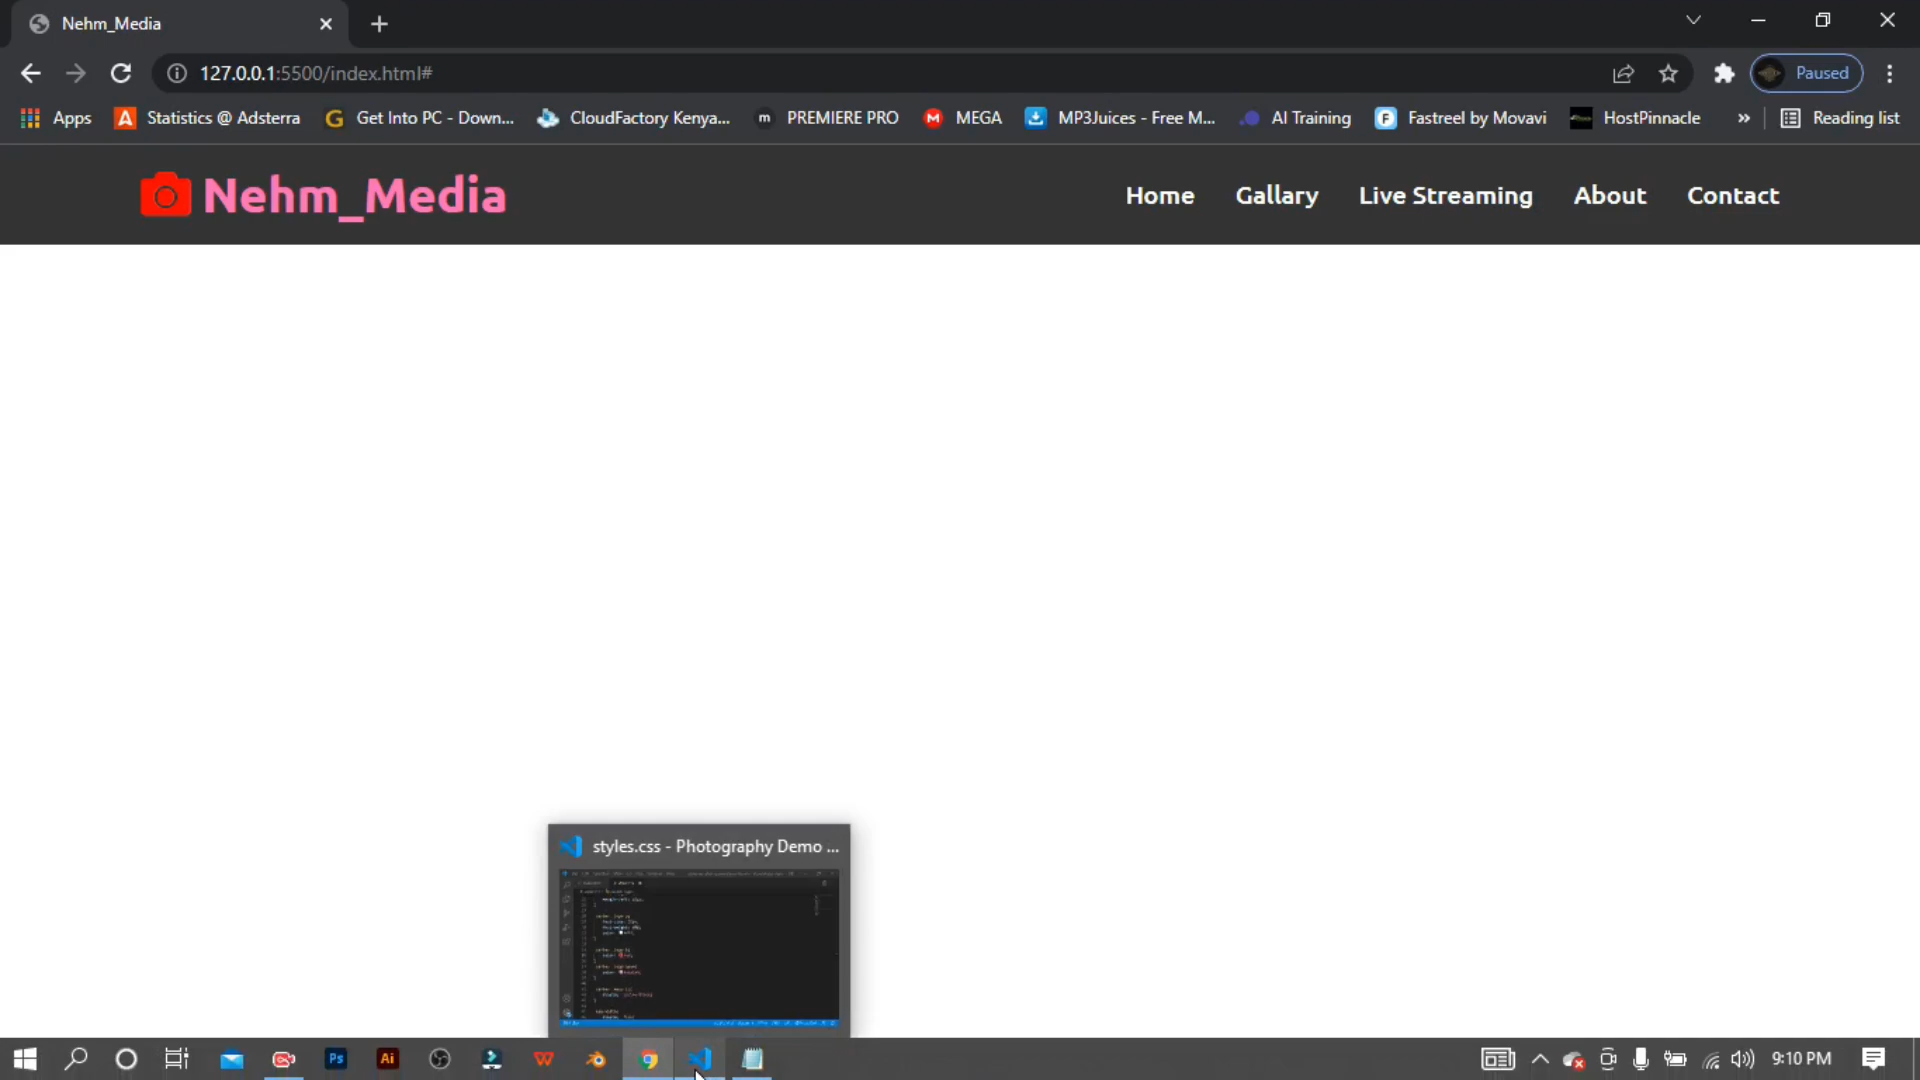 Nehm_Media
127.0.0.1:5500/index.html#
Paused
Apps
Statistics @ Adsterra
Get Into PC - Down...
CloudFactory Kenya...
PREMIERE PRO
MEGA
MP3Juices - Free M...
AI Training
Fastreel by Movavi
HostPinnacle
»
Reading list
Nehm_Media
Home
Gallary
Live Streaming
About
Contact
styles.css - Photography Demo ...
Ps
Ai
9:10 PM